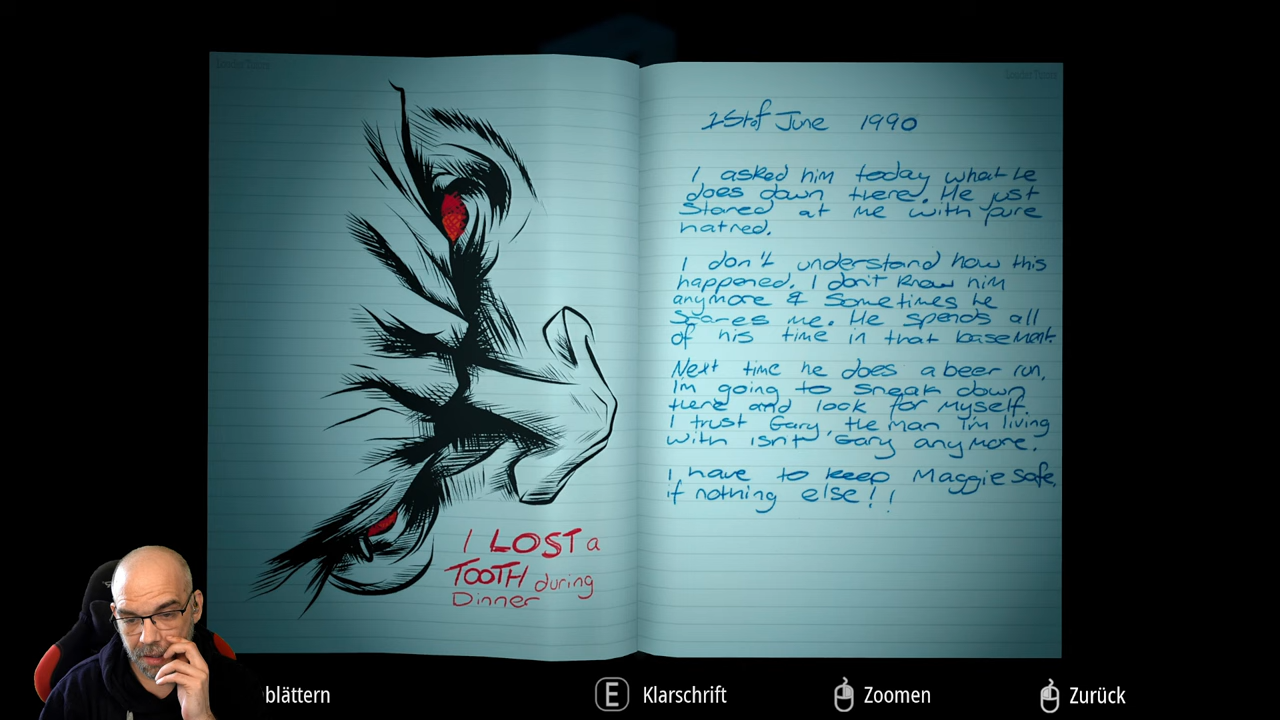 I LOST a
TOOTH during
Dinner
1st of June 1990
I asked him today what he
does down there. He just
stared at me with pure
hatred.
I don't understand how this
happened. I don't know him
anymore & sometimes he
scares me. He spends all
of his time in that basement.
Next time he does a beer run,
I'm going to sneak down
there and look for myself.
I trust Gary, the man I'm living
with isn't Gary anymore.
I have to keep Maggie safe,
if nothing else!!
blättern
E Klarschrift
Zoomen
Zurück